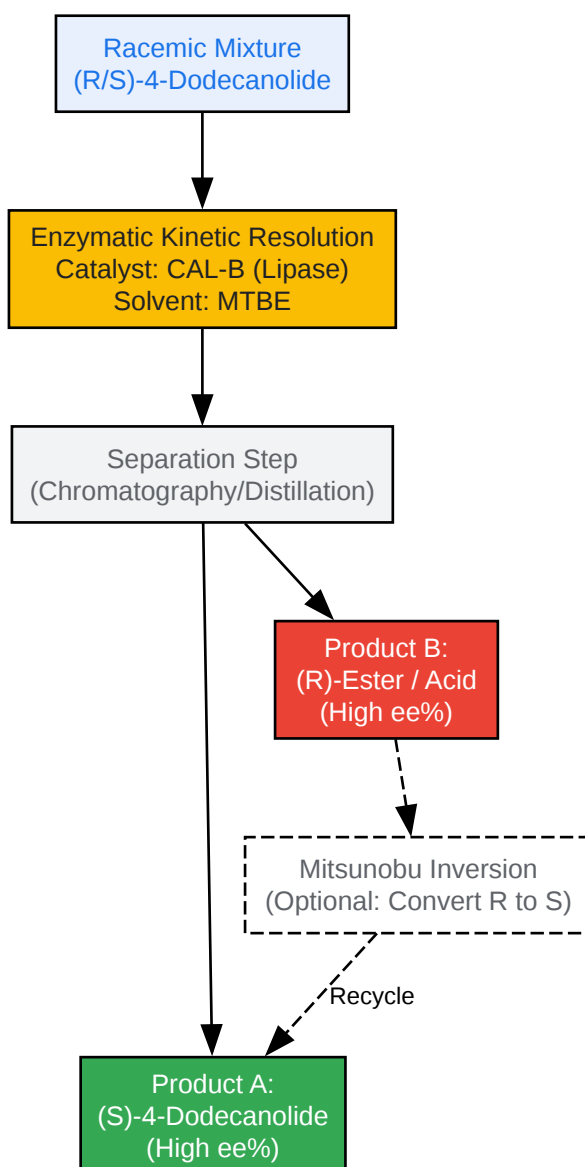 Racemic Mixture
(R/S)-4-Dodecanolide
Enzymatic Kinetic Resolution
Catalyst: CAL-B (Lipase)
Solvent: MTBE
Separation Step
(Chromatography/Distillation)
Product B:
(R)-Ester / Acid
(High ee%)
Mitsunobu Inversion
(Optional: Convert R to S)
Recycle
Product A:
(S)-4-Dodecanolide
(High ee%)